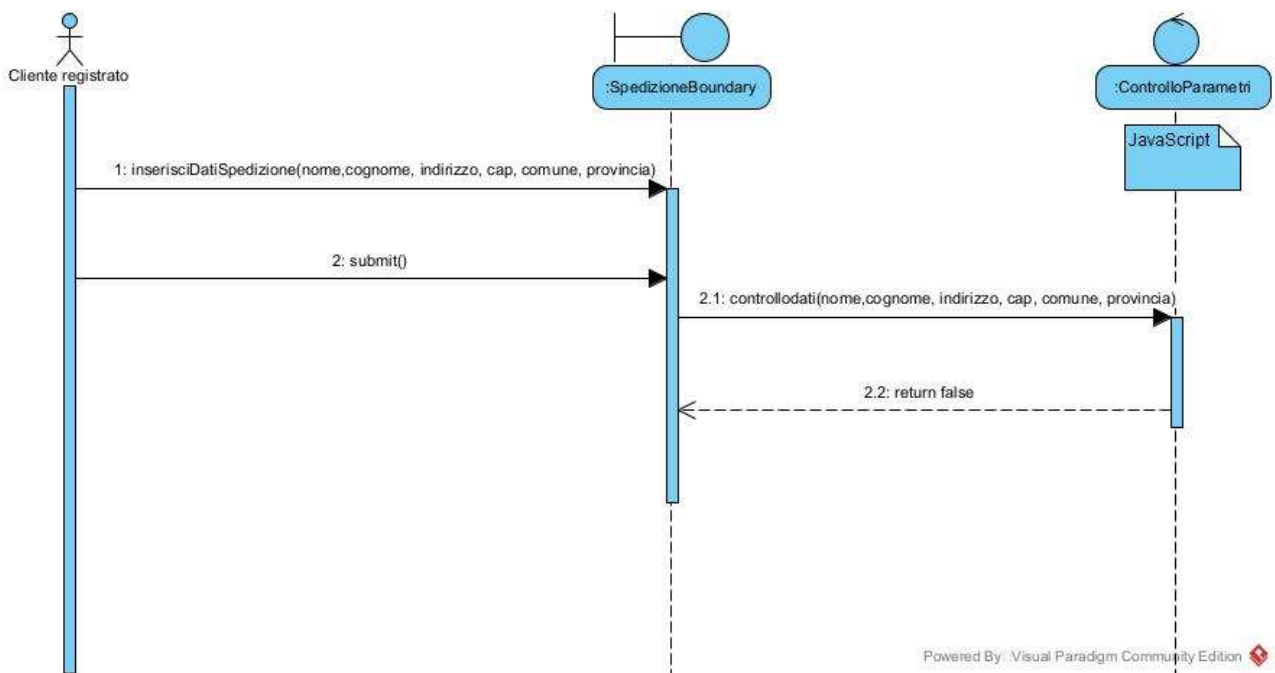 Cliente registrato
:SpedizioneBoundary
:ControlloParametri
JavaScript
1: inserisciDatiSpedizione(nome,cognome, indirizzo, cap, comune, provincia)
2: submit()
2.1: controllodati(nome,cognome, indirizzo, cap, comune, provincia)
2.2: return false
Powered By Visual Paradigm Community Edition